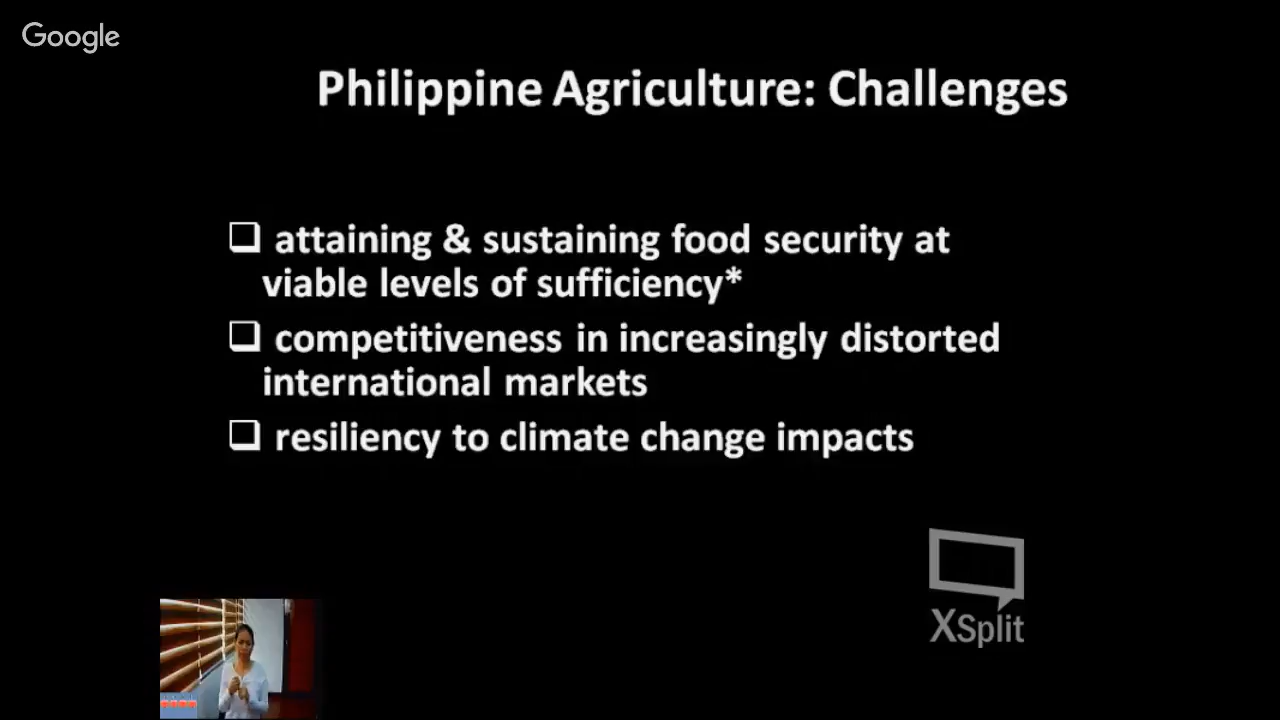 Google
Philippine Agriculture: Challenges
attaining & sustaining food security at
viable levels of sufficiency*
competitiveness in increasingly distorted
international markets
resiliency to climate change impacts
XSplit